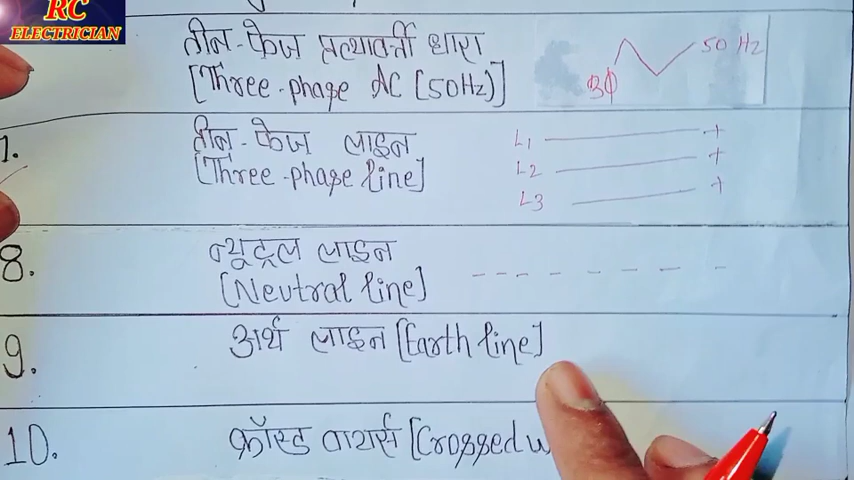 RC
ELECTRICIAN
तीन-फेज प्रत्यावर्ती धारा
[Three-phase AC (50Hz)]
3Φ 50 Hz
1.
तीन-फेज लाइन
[Three-phase line]
L1 +
L2 +
L3 +
8.
न्यूट्रल लाइन
[Neutral line]
9.
अर्थ लाइन [Earth line]
10.
क्रॉस्ड वायर्स [Crossed